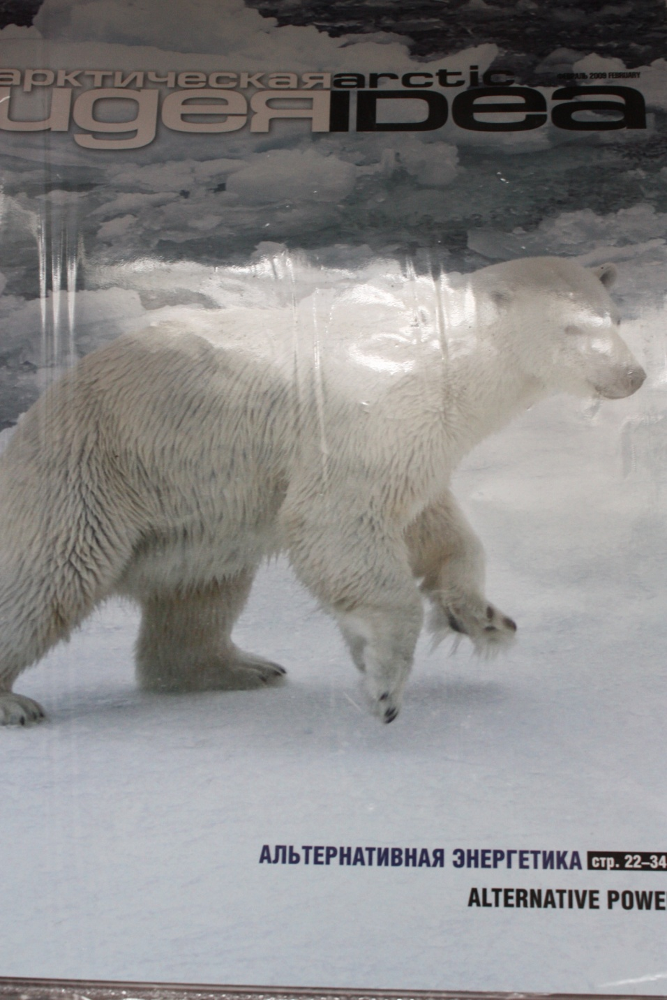 арктическая arctic ФЕВРАЛЬ 2009 FEBRUARY
идея IDea
АЛЬТЕРНАТИВНАЯ ЭНЕРГЕТИКА стр. 22–34
ALTERNATIVE POWE